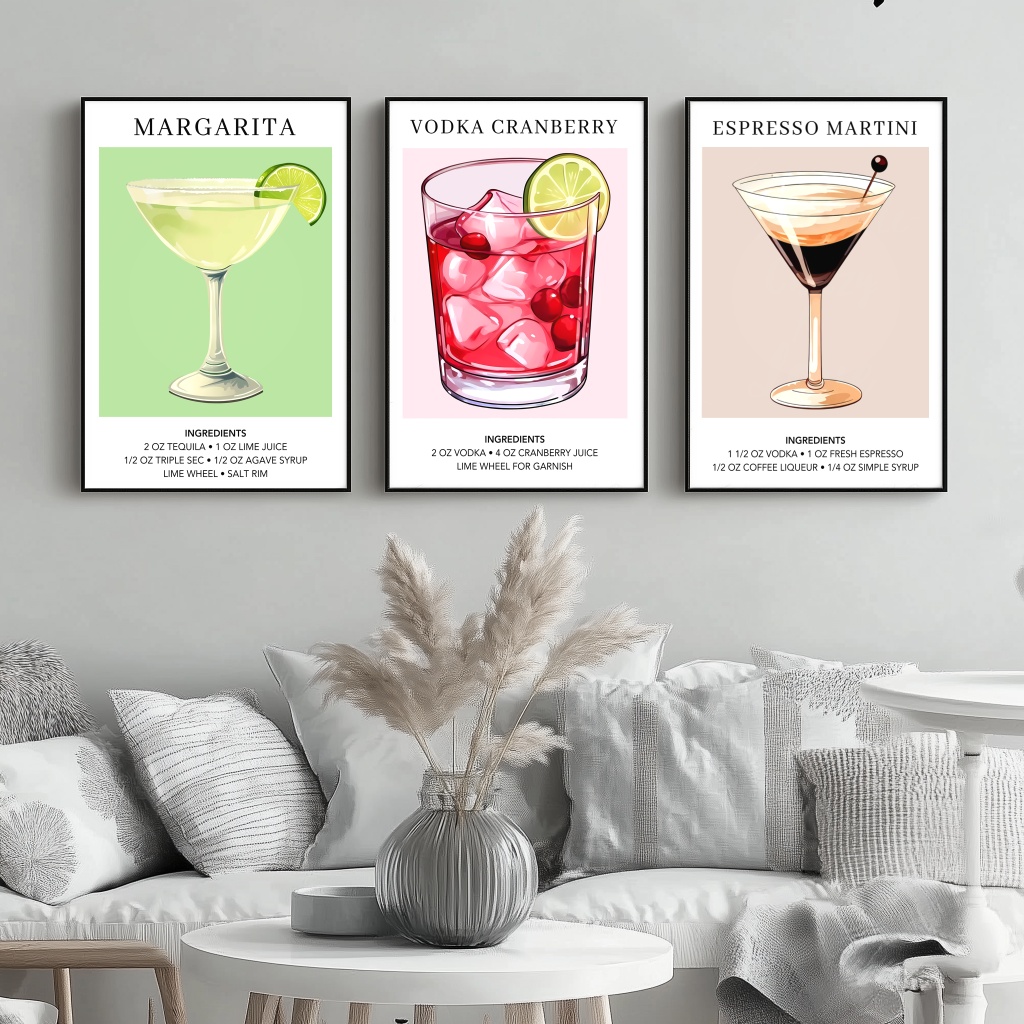 MARGARITA
INGREDIENTS
2 OZ TEQUILA • 1 OZ LIME JUICE
1/2 OZ TRIPLE SEC • 1/2 OZ AGAVE SYRUP
LIME WHEEL • SALT RIM
VODKA CRANBERRY
INGREDIENTS
2 OZ VODKA • 4 OZ CRANBERRY JUICE
LIME WHEEL FOR GARNISH
ESPRESSO MARTINI
INGREDIENTS
1 1/2 OZ VODKA • 1 OZ FRESH ESPRESSO
1/2 OZ COFFEE LIQUEUR • 1/4 OZ SIMPLE SYRUP